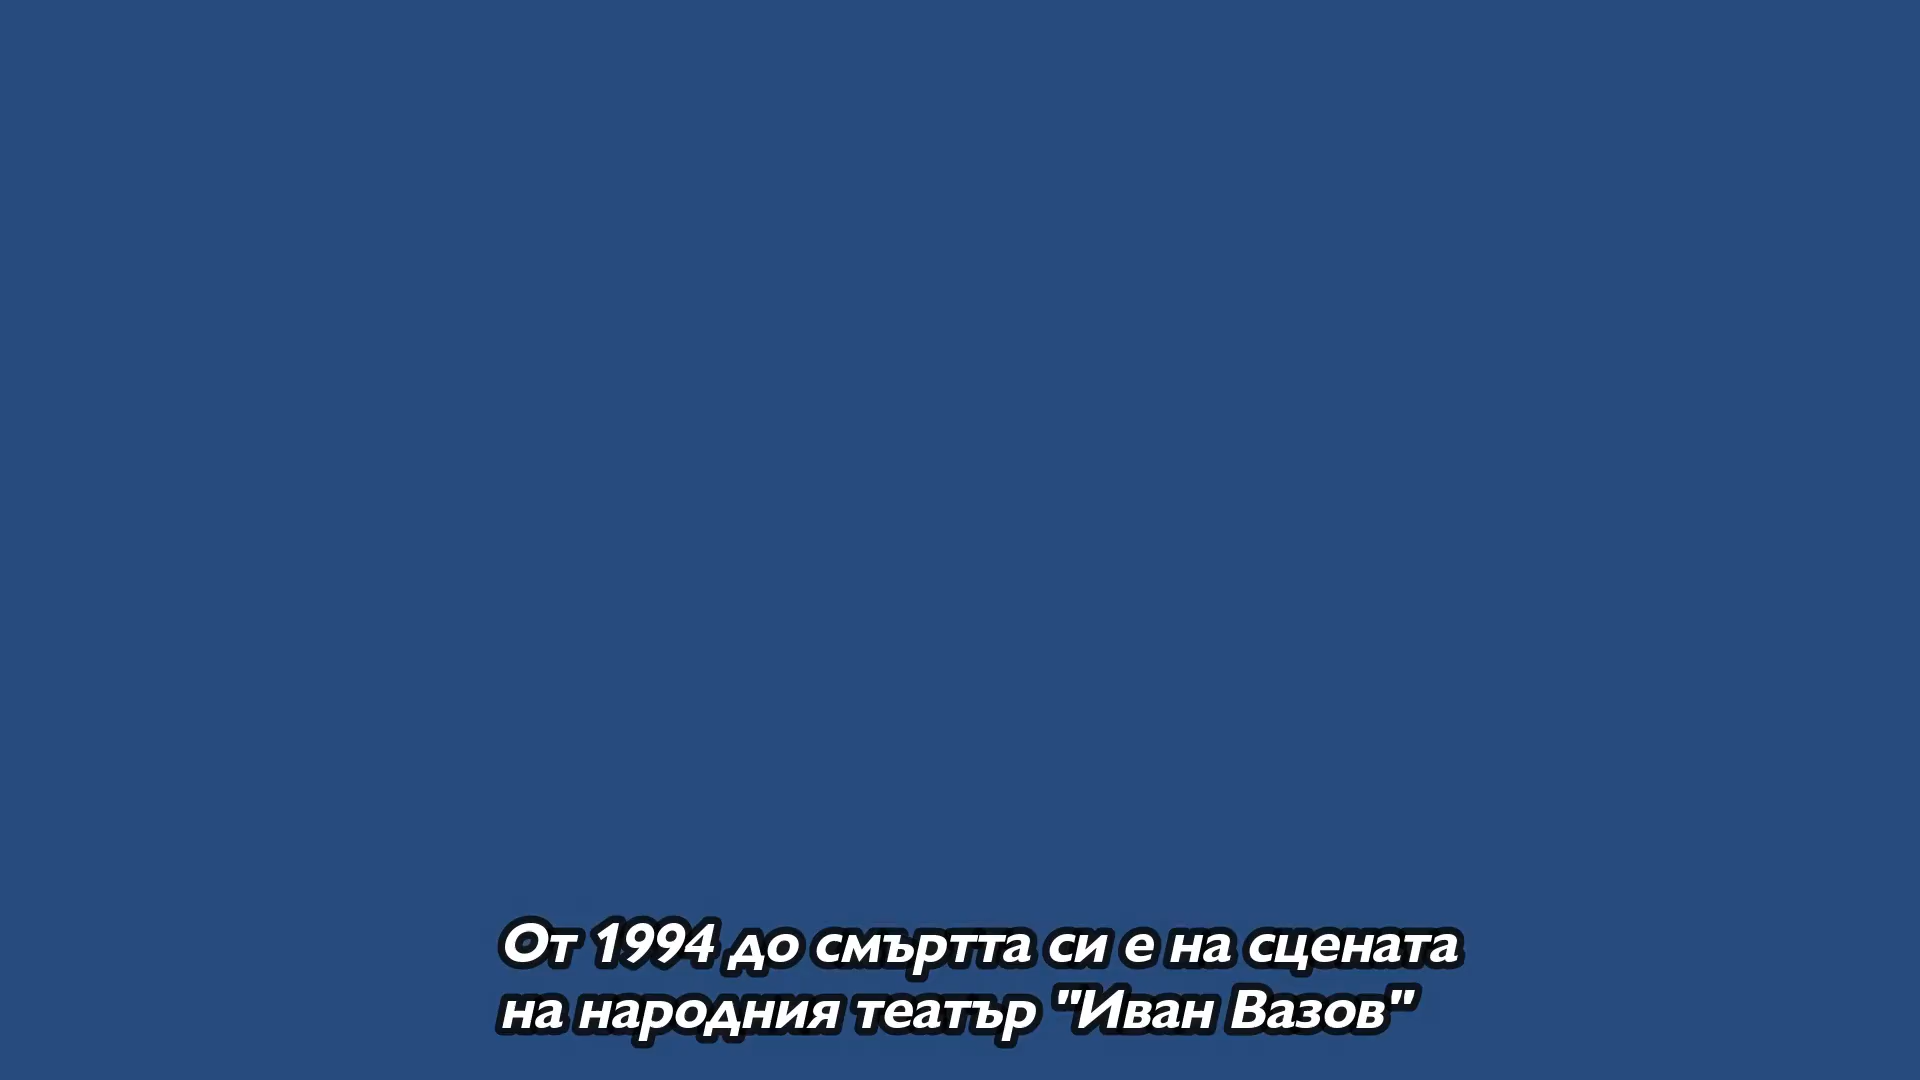 От 1994 до смъртта си е на сцената
на народния театър "Иван Вазов"